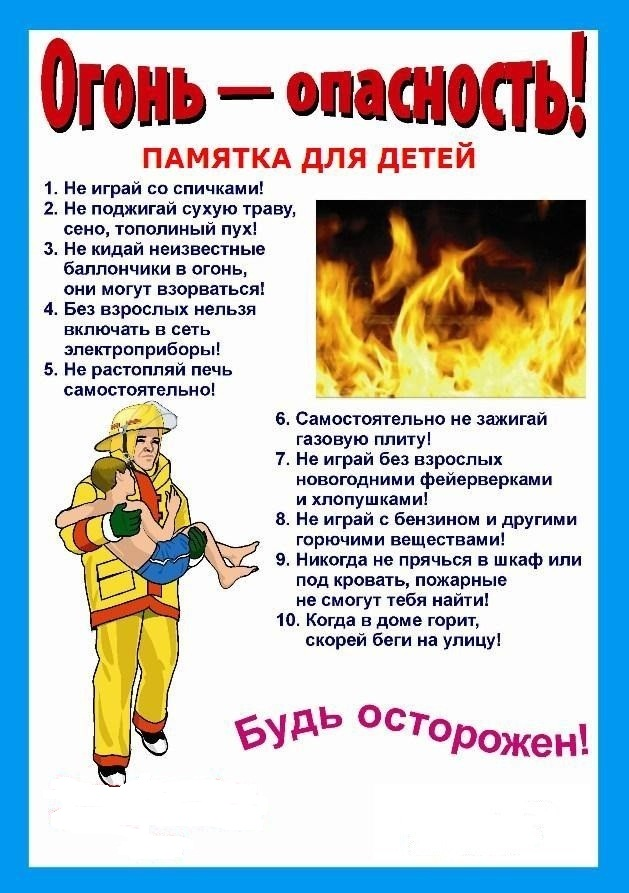 Огонь — опасность!
ПАМЯТКА ДЛЯ ДЕТЕЙ
1. Не играй со спичками!
2. Не поджигай сухую траву,
сено, тополиный пух!
3. Не кидай неизвестные
баллончики в огонь,
они могут взорваться!
4. Без взрослых нельзя
включать в сеть
электроприборы!
5. Не растопляй печь
самостоятельно!
6. Самостоятельно не зажигай
газовую плиту!
7. Не играй без взрослых
новогодними фейерверками
и хлопушками!
8. Не играй с бензином и другими
горючими веществами!
9. Никогда не прячься в шкаф или
под кровать, пожарные
не смогут тебя найти!
10. Когда в доме горит,
скорей беги на улицу!
Будь осторожен!